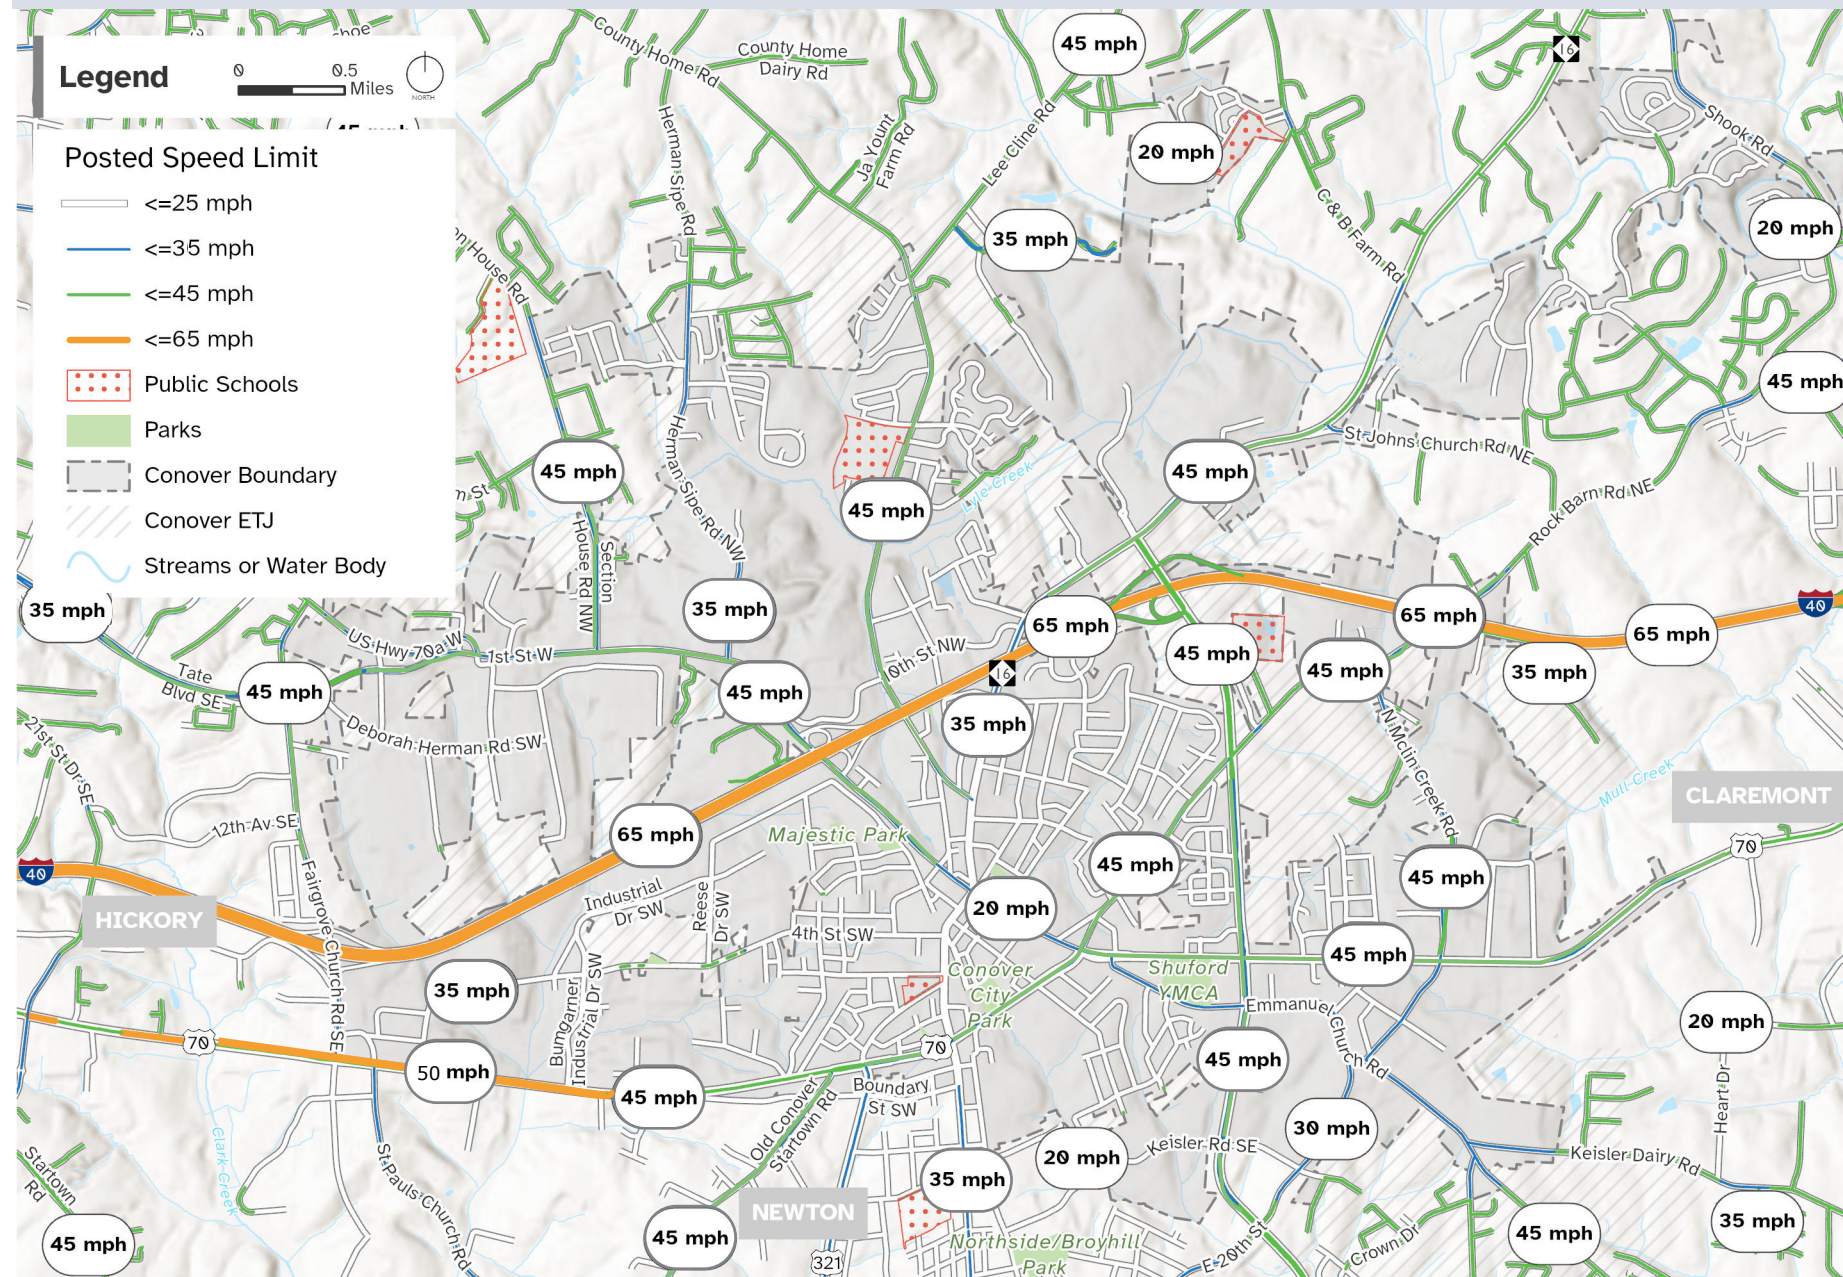 Legend
0 0.5
Miles
NORTH
Posted Speed Limit
<=25 mph
<=35 mph
<=45 mph
<=65 mph
Public Schools
Parks
Conover Boundary
Conover ETJ
Streams or Water Body
County Home Rd
County Home
Dairy Rd
45 mph
16
Shook Rd
Herman Sipe Rd
Ja Yount
Farm Rd
Lee Cline Rd
20 mph
C & B Farm Rd
20 mph
35 mph
House Rd
45 mph
45 mph
Herman Sipe Rd NW
45 mph
Lyle Creek
45 mph
St Johns Church Rd NE
Rock Barn Rd NE
Section
House Rd NW
35 mph
35 mph
65 mph
65 mph
65 mph
40
US Hwy 70a W
1st St W
10th St NW
16
45 mph
45 mph
35 mph
Tate
Blvd SE
45 mph
45 mph
35 mph
Deborah Herman Rd SW
N Mclin Creek Rd
21st St Dr SE
Mull Creek
CLAREMONT
12th Av SE
65 mph
Majestic Park
45 mph
45 mph
70
40
HICKORY
Fairgrove Church Rd SE
Industrial
Dr SW
Reese
Dr SW
20 mph
4th St SW
45 mph
35 mph
Conover
City
Park
Shuford
YMCA
Emmanuel Church Rd
20 mph
Bumgarner
Industrial Dr SW
70
50 mph
45 mph
70
Boundary
St SW
45 mph
Heart Dr
Old Conover
Startown Rd
30 mph
Clark Creek
St Pauls Church Rd
Startown
Rd
20 mph
Keisler Rd SE
Keisler Dairy Rd
35 mph
NEWTON
45 mph
45 mph
321
Northside/Broyhill
Park
E 20th St
Crown Dr
45 mph
35 mph